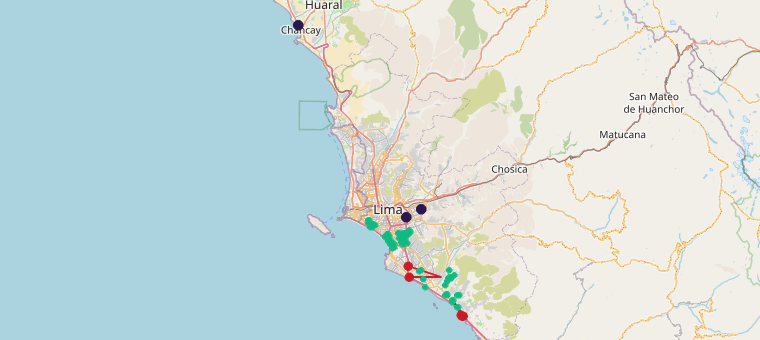 Huaral
Chancay
San Mateo
de Huanchor
Matucana
Chosica
Lima